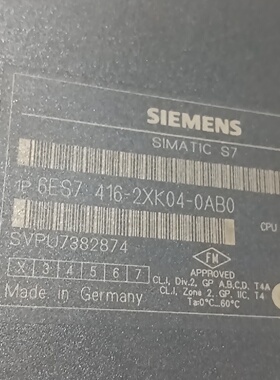 SIEMENS
SIMATIC S7
1P 6ES7 416-2XK04-0AB0
CPU
SVPU7382874
X 3 4 5 6 7
FM
APPROVED
Made in Germany
CL.I, Div.2, GP A,B,C,D, T4A
CL.I, Zone 2, GP, IIC, T4
Ta:0°C...60°C